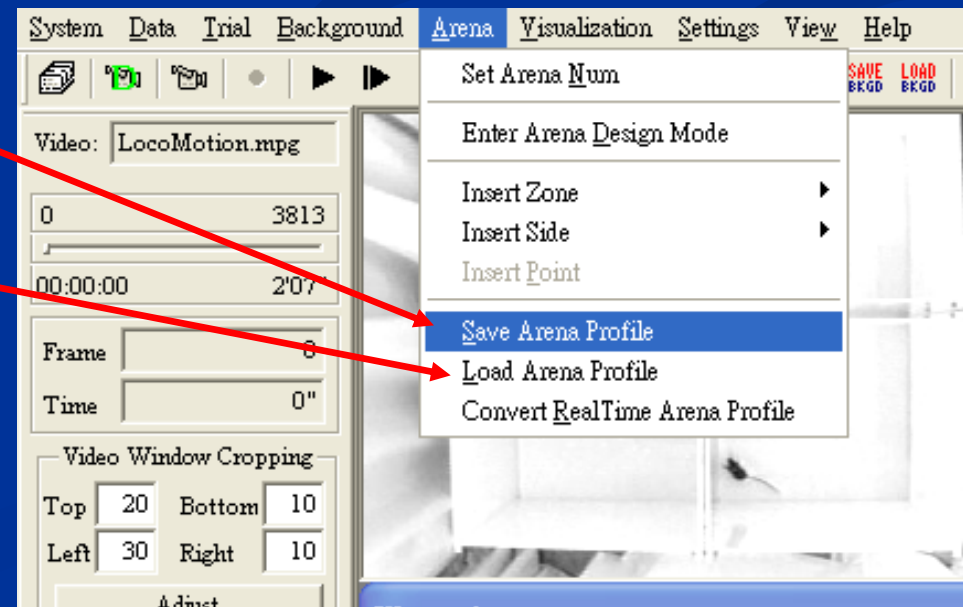 System Data Trial Background Arena Visualization Settings View Help
SAVE BKGD LOAD BKGD
Set Arena Num
Enter Arena Design Mode
Insert Zone
Insert Side
Insert Point
Save Arena Profile
Load Arena Profile
Convert RealTime Arena Profile
Video: LocoMotion.mpg
0 3813
00:00:00 2'07"
Frame
Time 0"
Video Window Cropping
Top 20 Bottom 10
Left 30 Right 10
Adjust